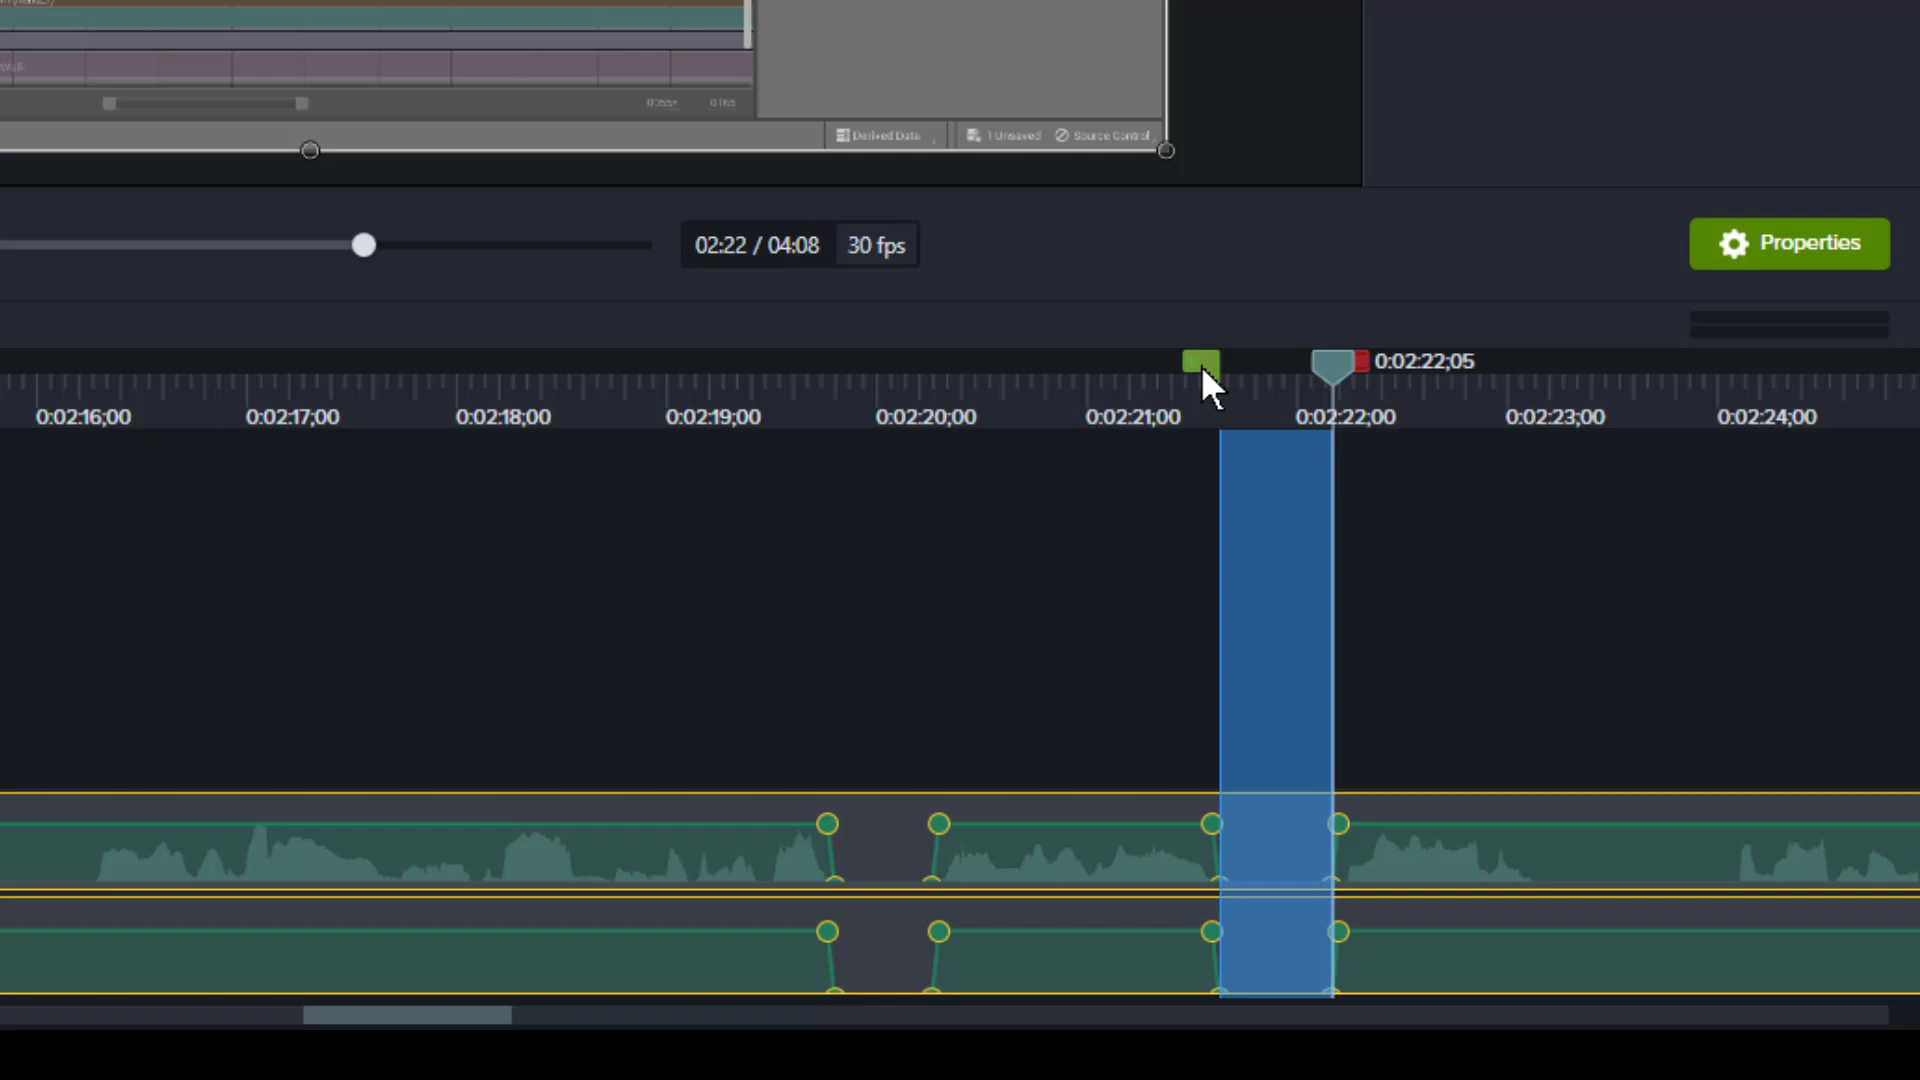 Walk
0165
Derived Data
1 Unsaved
Source Control
02:22 / 04:08
30 fps
Properties
0:02:22;05
0:02:16;00
0:02:17;00
0:02:18;00
0:02:19;00
0:02:20;00
0:02:21;00
0:02:22;00
0:02:23;00
0:02:24;00